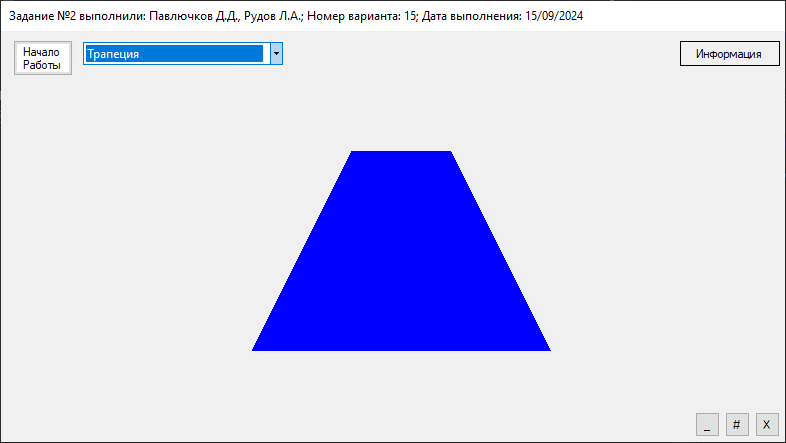 Задание №2 выполнили: Павлючков Д.Д., Рудов Л.А.; Номер варианта: 15; Дата выполнения: 15/09/2024
Начало
Работы
Трапеция
Информация
_ # X